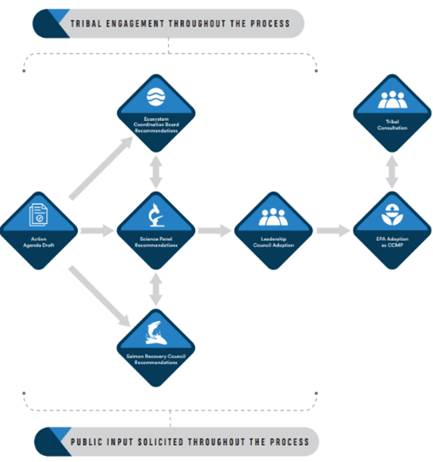 TRIBAL ENGAGEMENT THROUGHOUT THE PROCESS
Ecosystem
Coordination Board
Recommendations
Tribal
Consultation
Action
Agenda Draft
Science Panel
Recommendations
Leadership
Council Adoption
EPA Adoption
as CCMP
Salmon Recovery Council
Recommendations
PUBLIC INPUT SOLICITED THROUGHOUT THE PROCESS